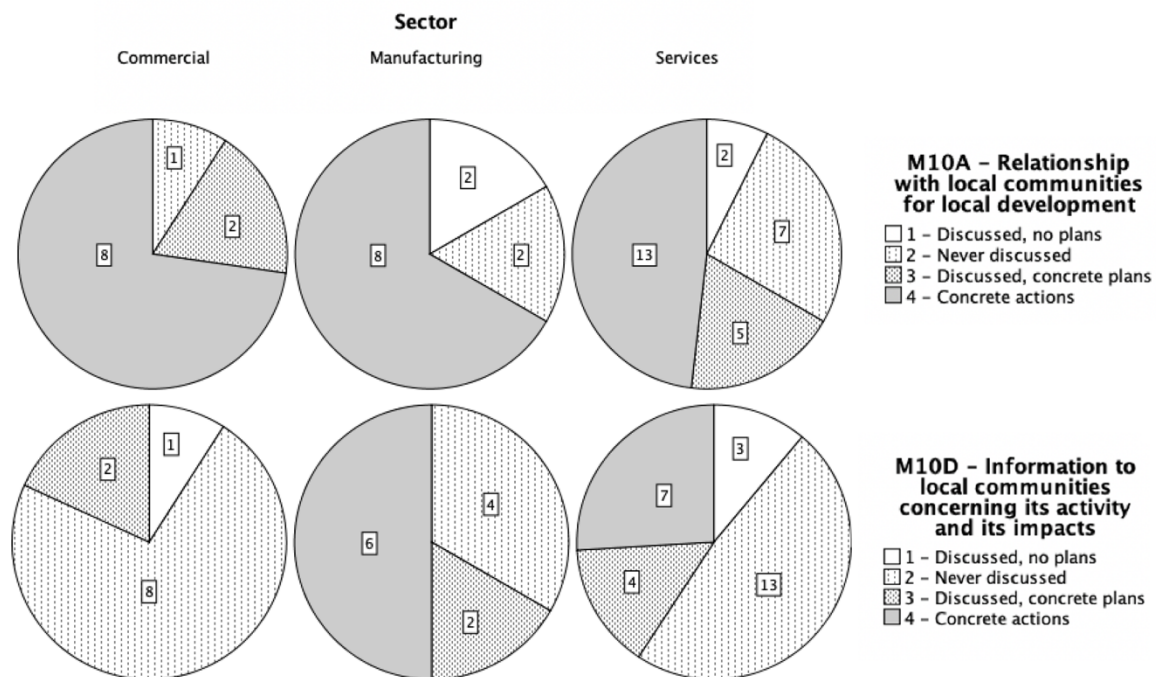 Sector
Commercial
Manufacturing
Services
1
2
8
2
2
8
2
7
5
13
M10A – Relationship
with local communities
for local development
1 – Discussed, no plans
2 – Never discussed
3 – Discussed, concrete plans
4 – Concrete actions
1
2
8
4
6
2
3
7
4
13
M10D – Information to
local communities
concerning its activity
and its impacts
1 – Discussed, no plans
2 – Never discussed
3 – Discussed, concrete plans
4 – Concrete actions